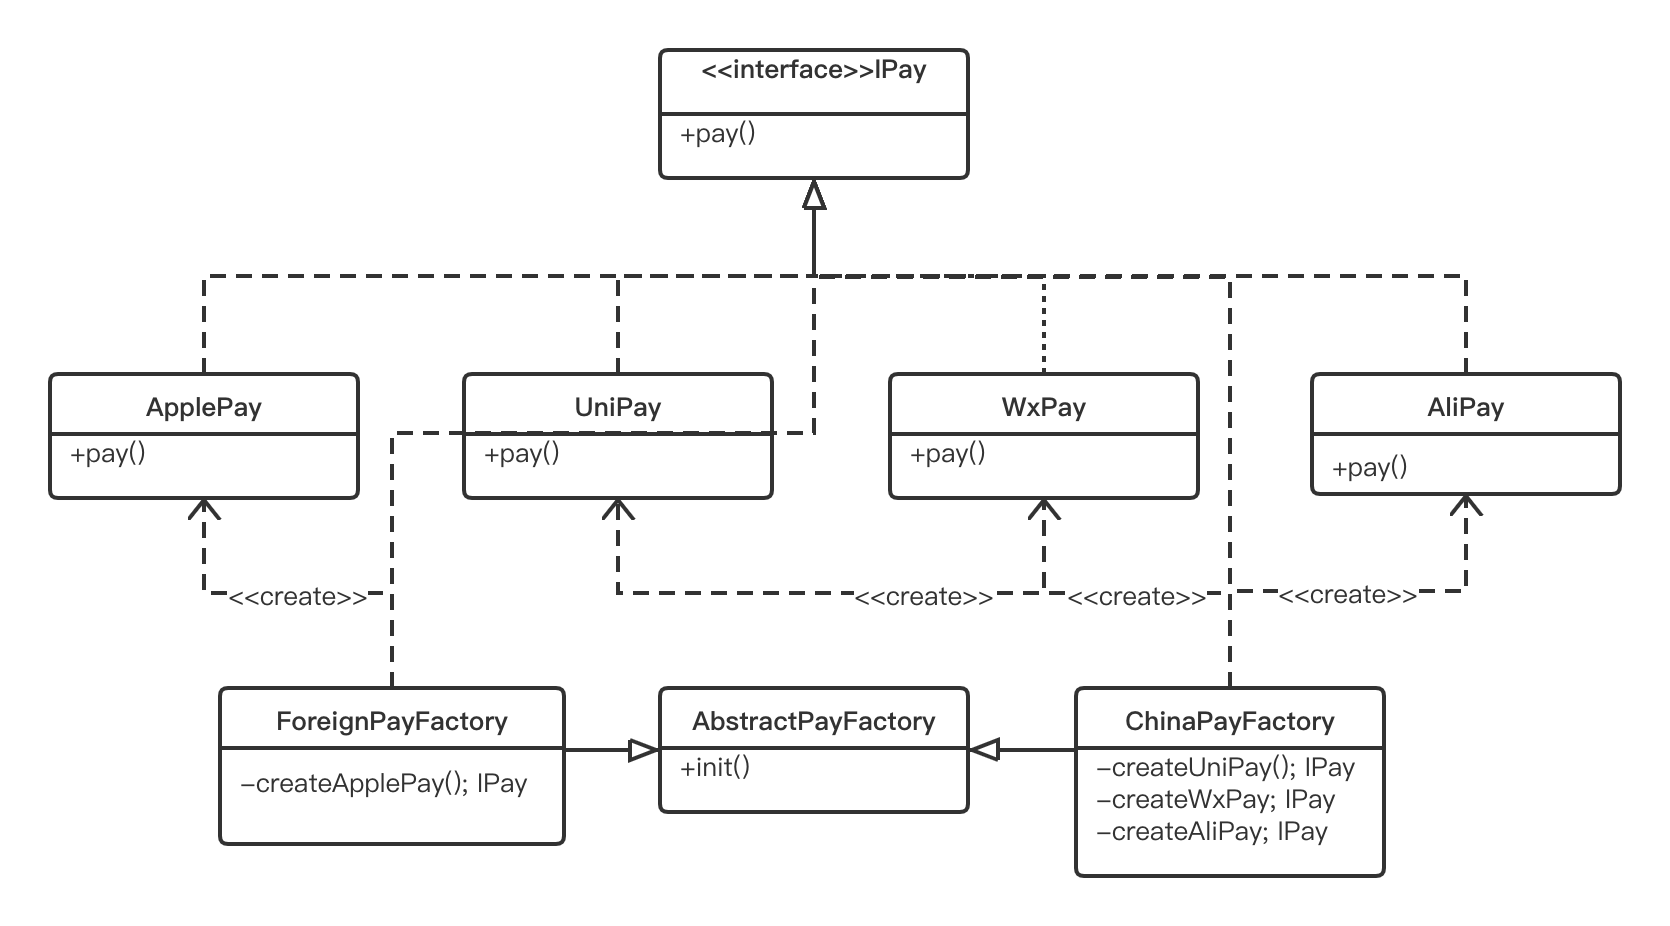 <<interface>>IPay
+pay()
ApplePay
+pay()
UniPay
+pay()
WxPay
+pay()
AliPay
+pay()
<<create>>
<<create>>
<<create>>
<<create>>
ForeignPayFactory
-createApplePay(); IPay
AbstractPayFactory
+init()
ChinaPayFactory
-createUniPay(); IPay
-createWxPay; IPay
-createAliPay; IPay